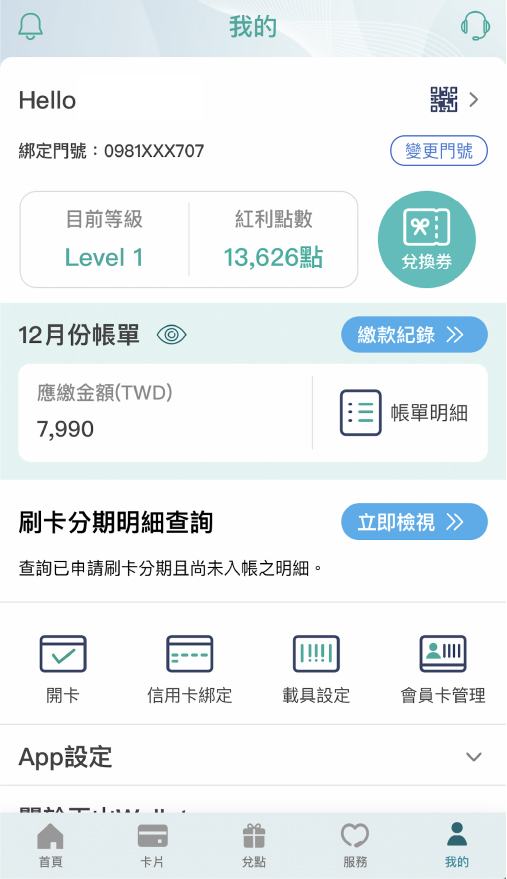 我的
Hello
綁定門號：0981XXX707
變更門號
目前等級
Level 1
紅利點數
13,626點
兌換券
12月份帳單
繳款紀錄
應繳金額(TWD)
7,990
帳單明細
刷卡分期明細查詢
立即檢視
查詢已申請刷卡分期且尚未入帳之明細。
開卡
信用卡綁定
載具設定
會員卡管理
App設定
首頁
卡片
兌點
服務
我的